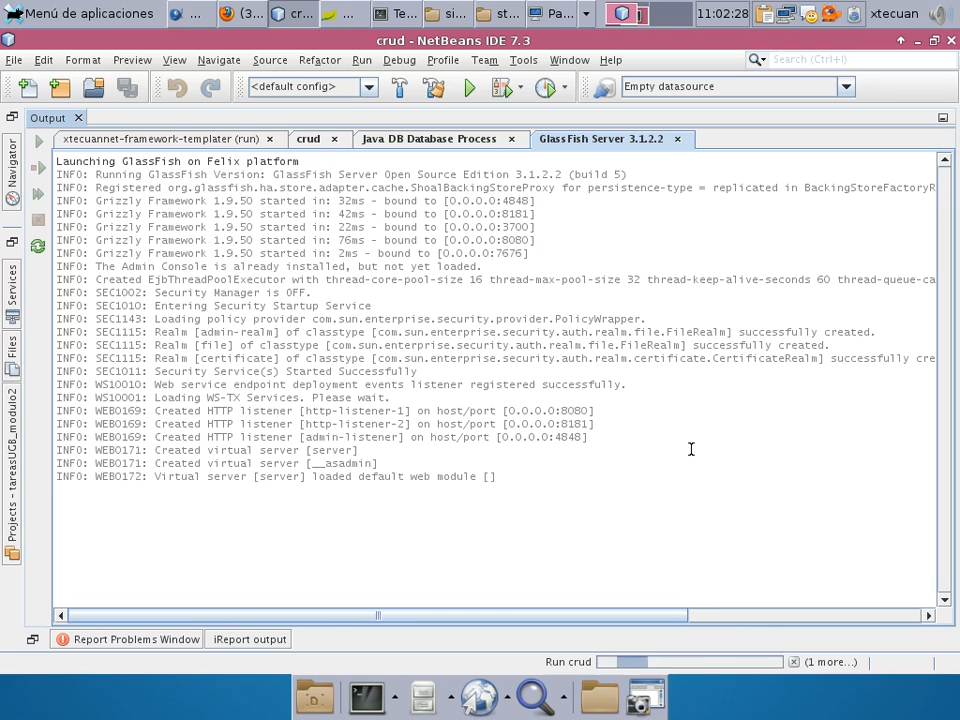 Menú de aplicaciones
...
(3...
cr...
...
Te...
si...
st...
Pa...
11:02:28
xtecuan
crud - NetBeans IDE 7.3
File Edit Format Preview View Navigate Source Refactor Run Debug Profile Team Tools Window Help
Search (Ctrl+I)
<default config>
Empty datasource
Output
xtecuannet-framework-templater (run)
crud
Java DB Database Process
GlassFish Server 3.1.2.2
Navigator
Services
Files
Projects - tareasUGB_modulo2
Launching GlassFish on Felix platform
INFO: Running GlassFish Version: GlassFish Server Open Source Edition 3.1.2.2 (build 5)
INFO: Registered org.glassfish.ha.store.adapter.cache.ShoalBackingStoreProxy for persistence-type = replicated in BackingStoreFactoryR
INFO: Grizzly Framework 1.9.50 started in: 32ms - bound to [0.0.0.0:4848]
INFO: Grizzly Framework 1.9.50 started in: 42ms - bound to [0.0.0.0:8181]
INFO: Grizzly Framework 1.9.50 started in: 22ms - bound to [0.0.0.0:3700]
INFO: Grizzly Framework 1.9.50 started in: 76ms - bound to [0.0.0.0:8080]
INFO: Grizzly Framework 1.9.50 started in: 2ms - bound to [0.0.0.0:7676]
INFO: The Admin Console is already installed, but not yet loaded.
INFO: Created EjbThreadPoolExecutor with thread-core-pool-size 16 thread-max-pool-size 32 thread-keep-alive-seconds 60 thread-queue-ca
INFO: SEC1002: Security Manager is OFF.
INFO: SEC1010: Entering Security Startup Service
INFO: SEC1143: Loading policy provider com.sun.enterprise.security.provider.PolicyWrapper.
INFO: SEC1115: Realm [admin-realm] of classtype [com.sun.enterprise.security.auth.realm.file.FileRealm] successfully created.
INFO: SEC1115: Realm [file] of classtype [com.sun.enterprise.security.auth.realm.file.FileRealm] successfully created.
INFO: SEC1115: Realm [certificate] of classtype [com.sun.enterprise.security.auth.realm.certificate.CertificateRealm] successfully cre
INFO: SEC1011: Security Service(s) Started Successfully
INFO: WS10010: Web service endpoint deployment events listener registered successfully.
INFO: WS10001: Loading WS-TX Services. Please wait.
INFO: WEB0169: Created HTTP listener [http-listener-1] on host/port [0.0.0.0:8080]
INFO: WEB0169: Created HTTP listener [http-listener-2] on host/port [0.0.0.0:8181]
INFO: WEB0169: Created HTTP listener [admin-listener] on host/port [0.0.0.0:4848]
INFO: WEB0171: Created virtual server [server]
INFO: WEB0171: Created virtual server [__asadmin]
INFO: WEB0172: Virtual server [server] loaded default web module []
Report Problems Window
iReport output
Run crud
(1 more...)